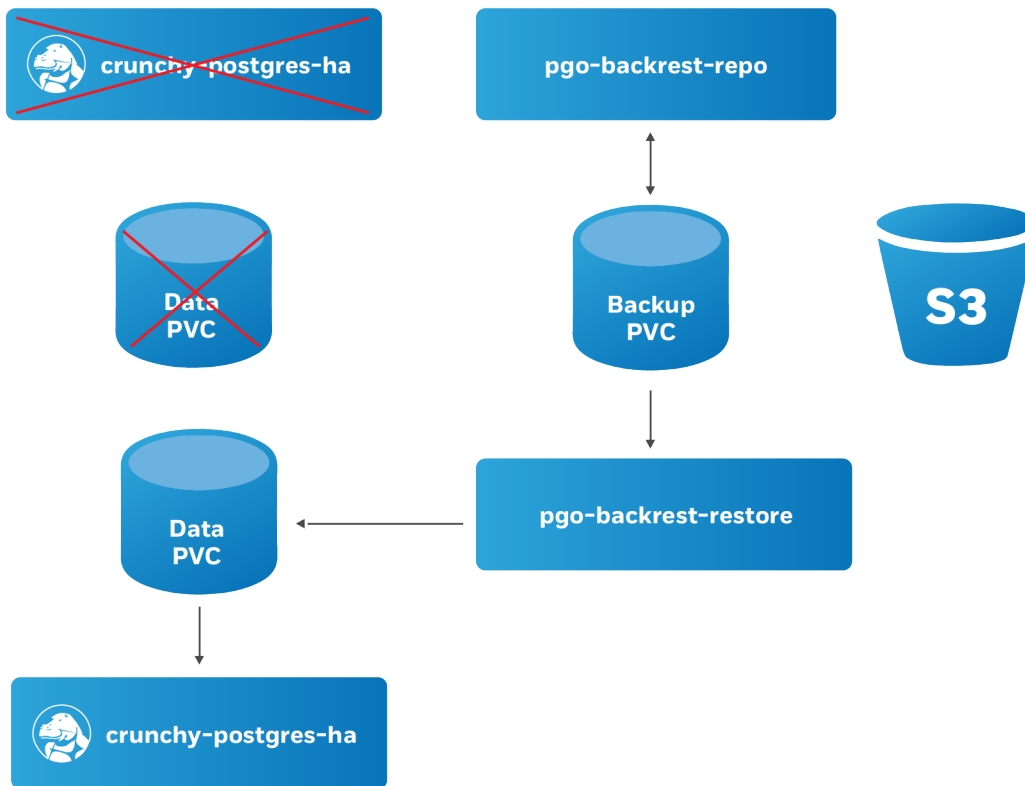 crunchy-postgres-ha
pgo-backrest-repo
Data
PVC
Backup
PVC
S3
Data
PVC
pgo-backrest-restore
crunchy-postgres-ha